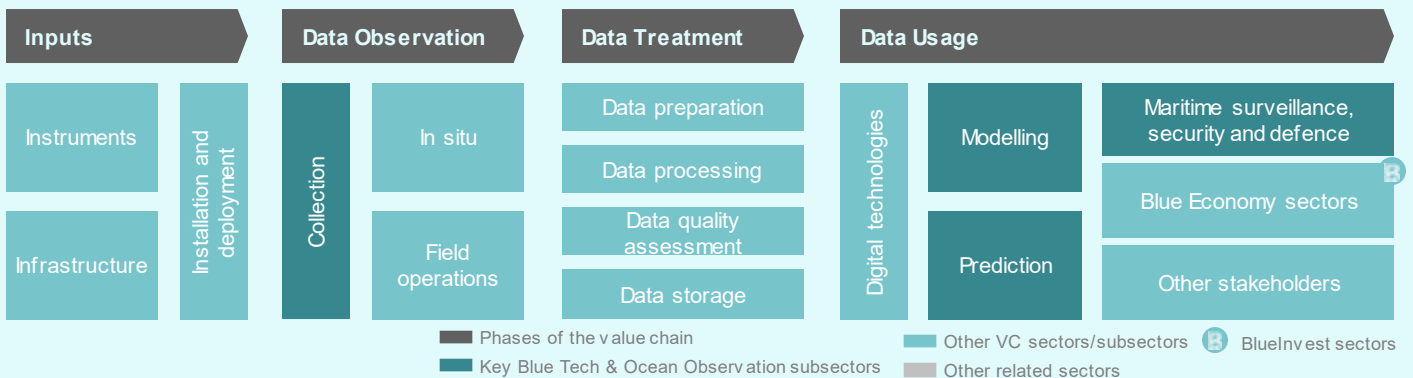 Inputs
Data Observation
Data Treatment
Data Usage
Instruments
Infrastructure
Installation and
deployment
Collection
In situ
Field
operations
Data preparation
Data processing
Data quality
assessment
Data storage
Digital technologies
Modelling
Prediction
Maritime surveillance,
security and defence
B
Blue Economy sectors
Other stakeholders
Phases of the value chain
Key Blue Tech & Ocean Observation subsectors
Other VC sectors/subsectors
Other related sectors
B
BlueInvest sectors